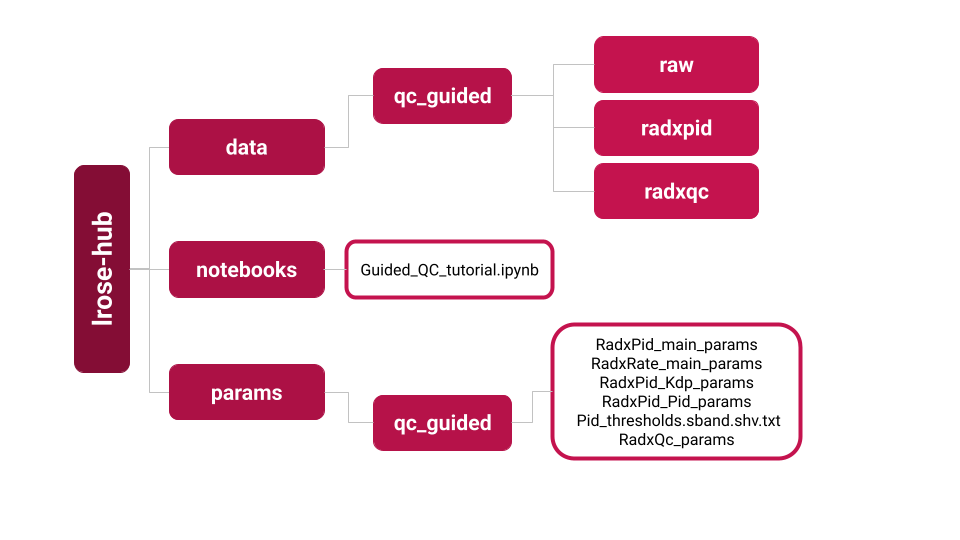 lrose-hub
data
qc_guided
raw
radxpid
radxqc
notebooks
Guided_QC_tutorial.ipynb
params
qc_guided
RadxPid_main_params
RadxRate_main_params
RadxPid_Kdp_params
RadxPid_Pid_params
Pid_thresholds.sband.shv.txt
RadxQc_params